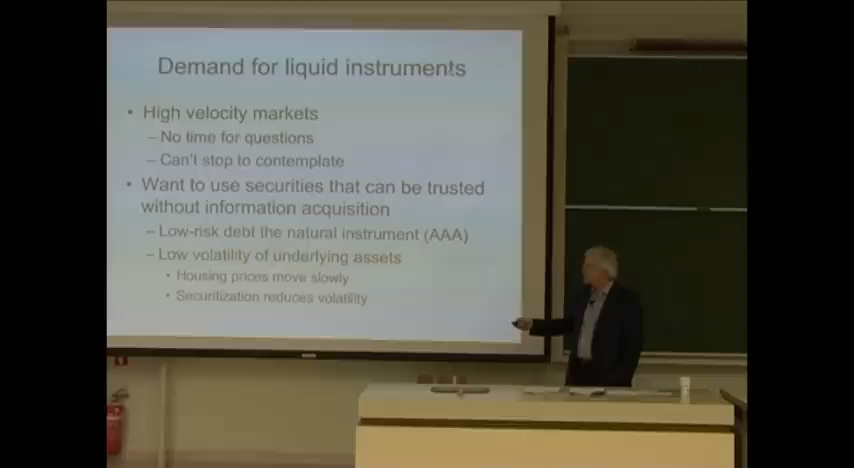 Demand for liquid instruments
• High velocity markets
– No time for questions
– Can't stop to contemplate
• Want to use securities that can be trusted
without information acquisition
– Low-risk debt the natural instrument (AAA)
– Low volatility of underlying assets
• Housing prices move slowly
• Securitization reduces volatility